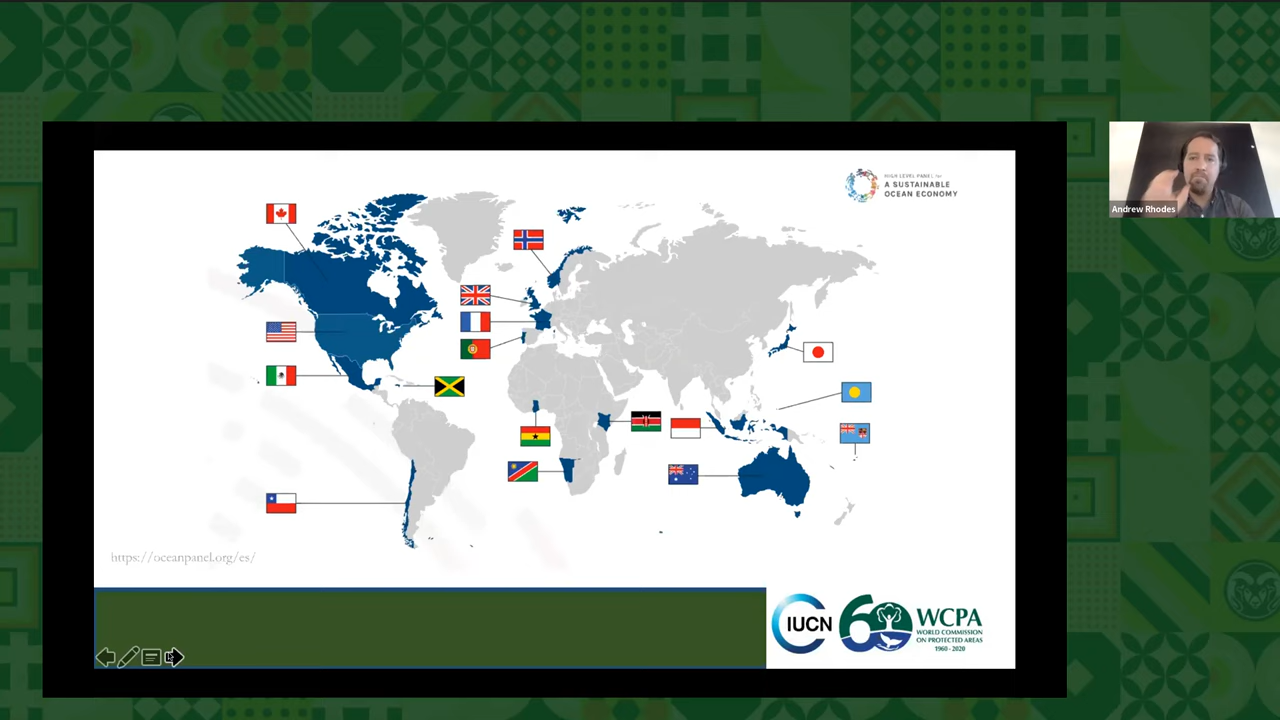 HIGH LEVEL PANEL for
A SUSTAINABLE
OCEAN ECONOMY
Andrew Rhodes
https://oceanpanel.org/es/
IUCN
60
WCPA
WORLD COMMISSION
ON PROTECTED AREAS
1960 - 2020